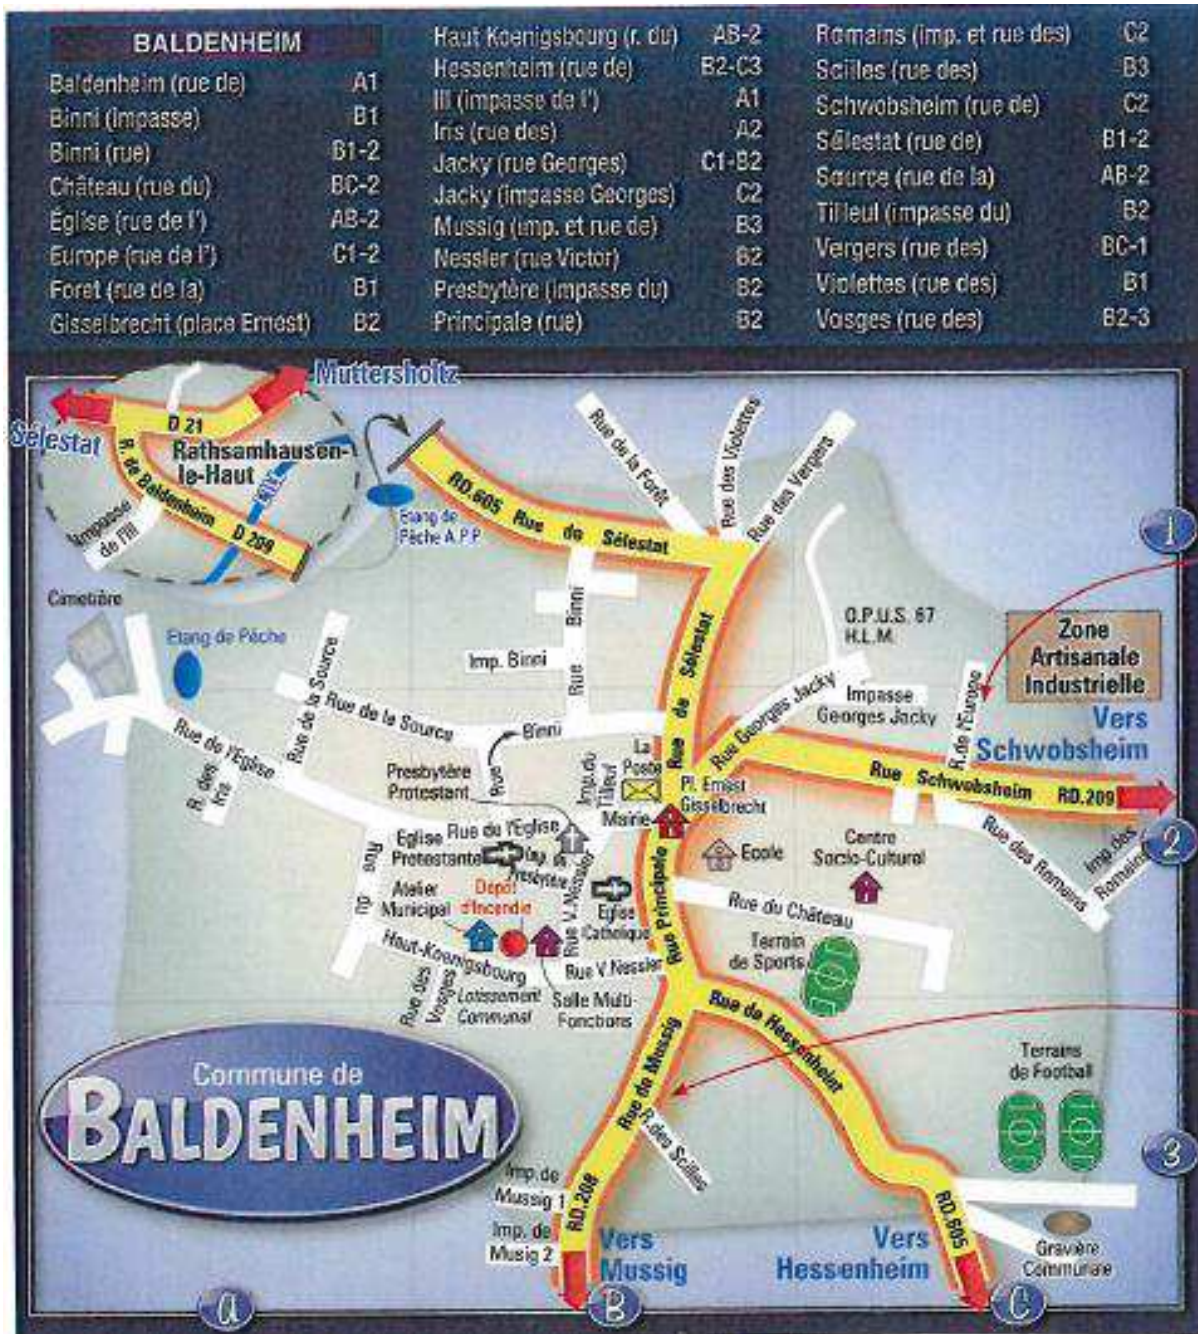 BALDENHEIM
Baldenheim (rue de) A1
Binni (impasse) B1
Binni (rue) B1-2
Château (rue du) BC-2
Église (rue de l') AB-2
Europe (rue de l') C1-2
Foret (rue de la) B1
Gisselbrecht (place Ernest) B2
Haut Koenigsbourg (r. du) AB-2
Hessenheim (rue de) B2-C3
Ill (impasse de l') A1
Iris (rue des) A2
Jacky (rue Georges) C1-B2
Jacky (impasse Georges) C2
Mussig (imp. et rue de) B3
Nessler (rue Victor) B2
Presbytère (impasse du) B2
Principale (rue) B2
Romains (imp. et rue des) C2
Scilles (rue des) B3
Schwobsheim (rue de) C2
Sélestat (rue de) B1-2
Source (rue de la) AB-2
Tilleul (impasse du) B2
Vergers (rue des) BC-1
Violettes (rue des) B1
Vosges (rue des) B2-3
Muttersholtz
Sélestat
D 21
Rathsamhausen-
le-Haut
R. de Baldenheim D 209
Impasse
de l'Ill
Etang de
Pêche A.P.P.
RD.605 Rue de Sélestat
Rue de la Forêt
Rue des Violettes
Rue des Vergers
1
Cimetière
Etang de Pêche
Rue Binni
Imp. Binni
Rue de Sélestat
O.P.U.S. 67
H.L.M.
Zone
Artisanale
Industrielle
Rue de la Source
Rue de la Source
Rue Binni
Rue Georges Jacky
Impasse
Georges Jacky
R. de l'Europe
Vers
Schwobsheim
Rue de l'Eglise
R. des
Iris
Presbytère
Protestant
Imp. du
Tilleul
La
Poste
Pl. Ernest
Gisselbrecht
Rue Schwobsheim RD.209
Mairie
Eglise
Protestante
Rue de l'Eglise
Imp. du
Presbytère
Ecole
Centre
Socio-Culturel
Rue des Romains
Imp. des
Romains
2
Rue du
Haut-Koenigsbourg
Atelier
Municipal
Dépôt
d'Incendie
Rue V. Nessler
Eglise
Catholique
Rue Principale
Rue du Château
Terrain
de Sports
Rue des
Vosges
Lotissement
Communal
Salle Multi-
Fonctions
Rue V. Nessler
Rue de Mussig
Rue de Hessenheim
Terrains
de Football
Commune de
BALDENHEIM
R. des Scilles
3
Imp. de
Mussig 1
Imp. de
Musig 2
RD.208
Vers
Mussig
Vers
Hessenheim
RD.605
Gravière
Communale
a
B
C